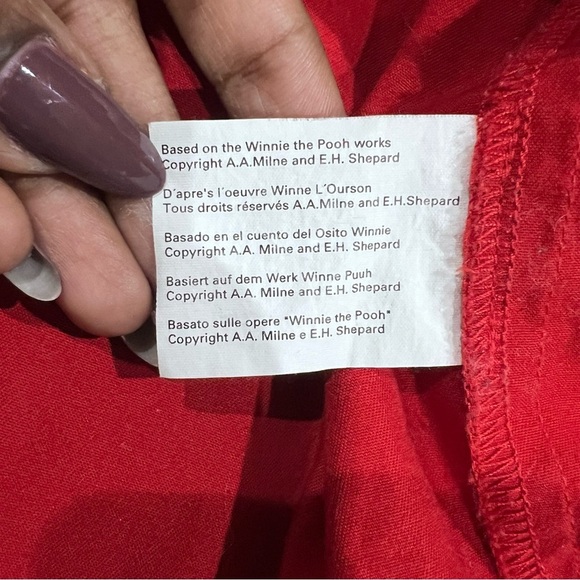 Based on the Winnie the Pooh works
Copyright A.A.Milne and E.H. Shepard
D´apre's l´oeuvre Winne L´Ourson
Tous droits réservés A.A.Milne and E.H.Shepard
Basado en el cuento del Osito Winnie
Copyright A.A. Milne and E.H. Shepard
Basiert auf dem Werk Winne Puuh
Copyright A.A. Milne and E.H. Shepard
Basato sulle opere "Winnie the Pooh"
Copyright A.A. Milne e E.H. Shepard